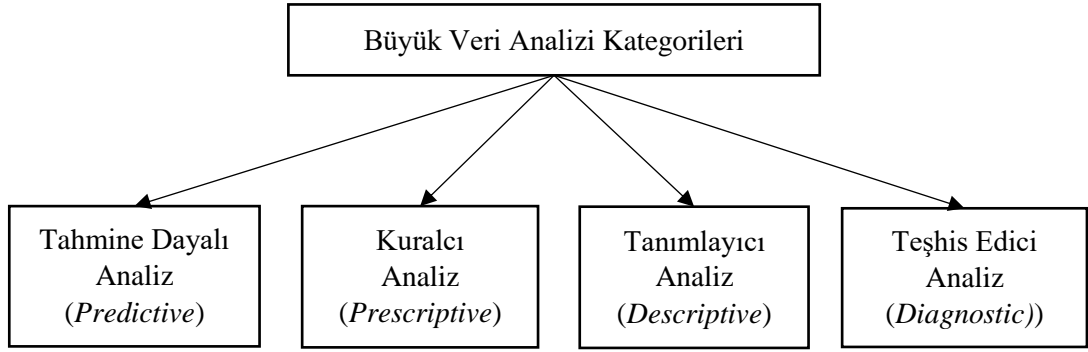 Büyük Veri Analizi Kategorileri
Tahmine Dayalı
Analiz
(Predictive)
Kuralcı
Analiz
(Prescriptive)
Tanımlayıcı
Analiz
(Descriptive)
Teşhis Edici
Analiz
(Diagnostic))